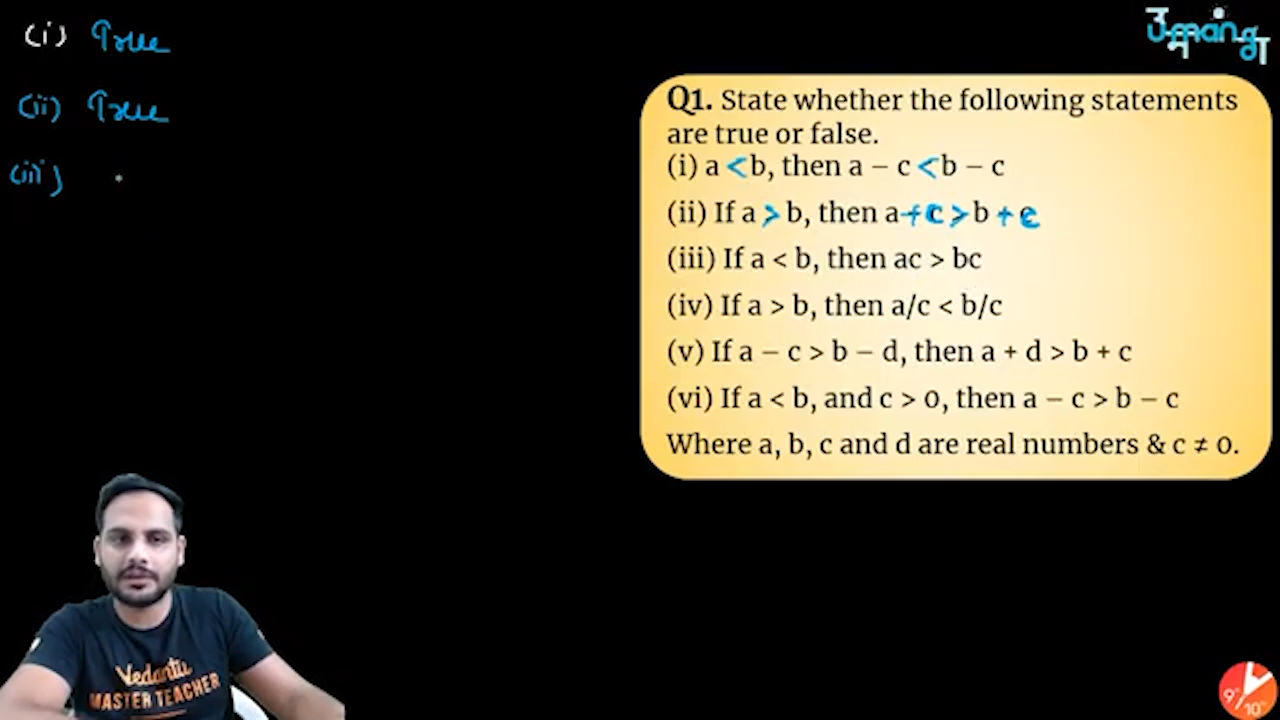 (i) True
(ii) True
(iii)
उमंग
Q1. State whether the following statements
are true or false.
(i) a < b, then a – c < b – c
(ii) If a > b, then a + c > b + c
(iii) If a < b, then ac > bc
(iv) If a > b, then a/c < b/c
(v) If a – c > b – d, then a + d > b + c
(vi) If a < b, and c > 0, then a – c > b – c
Where a, b, c and d are real numbers & c ≠ 0.
Vedantu
MASTER TEACHER
9/10